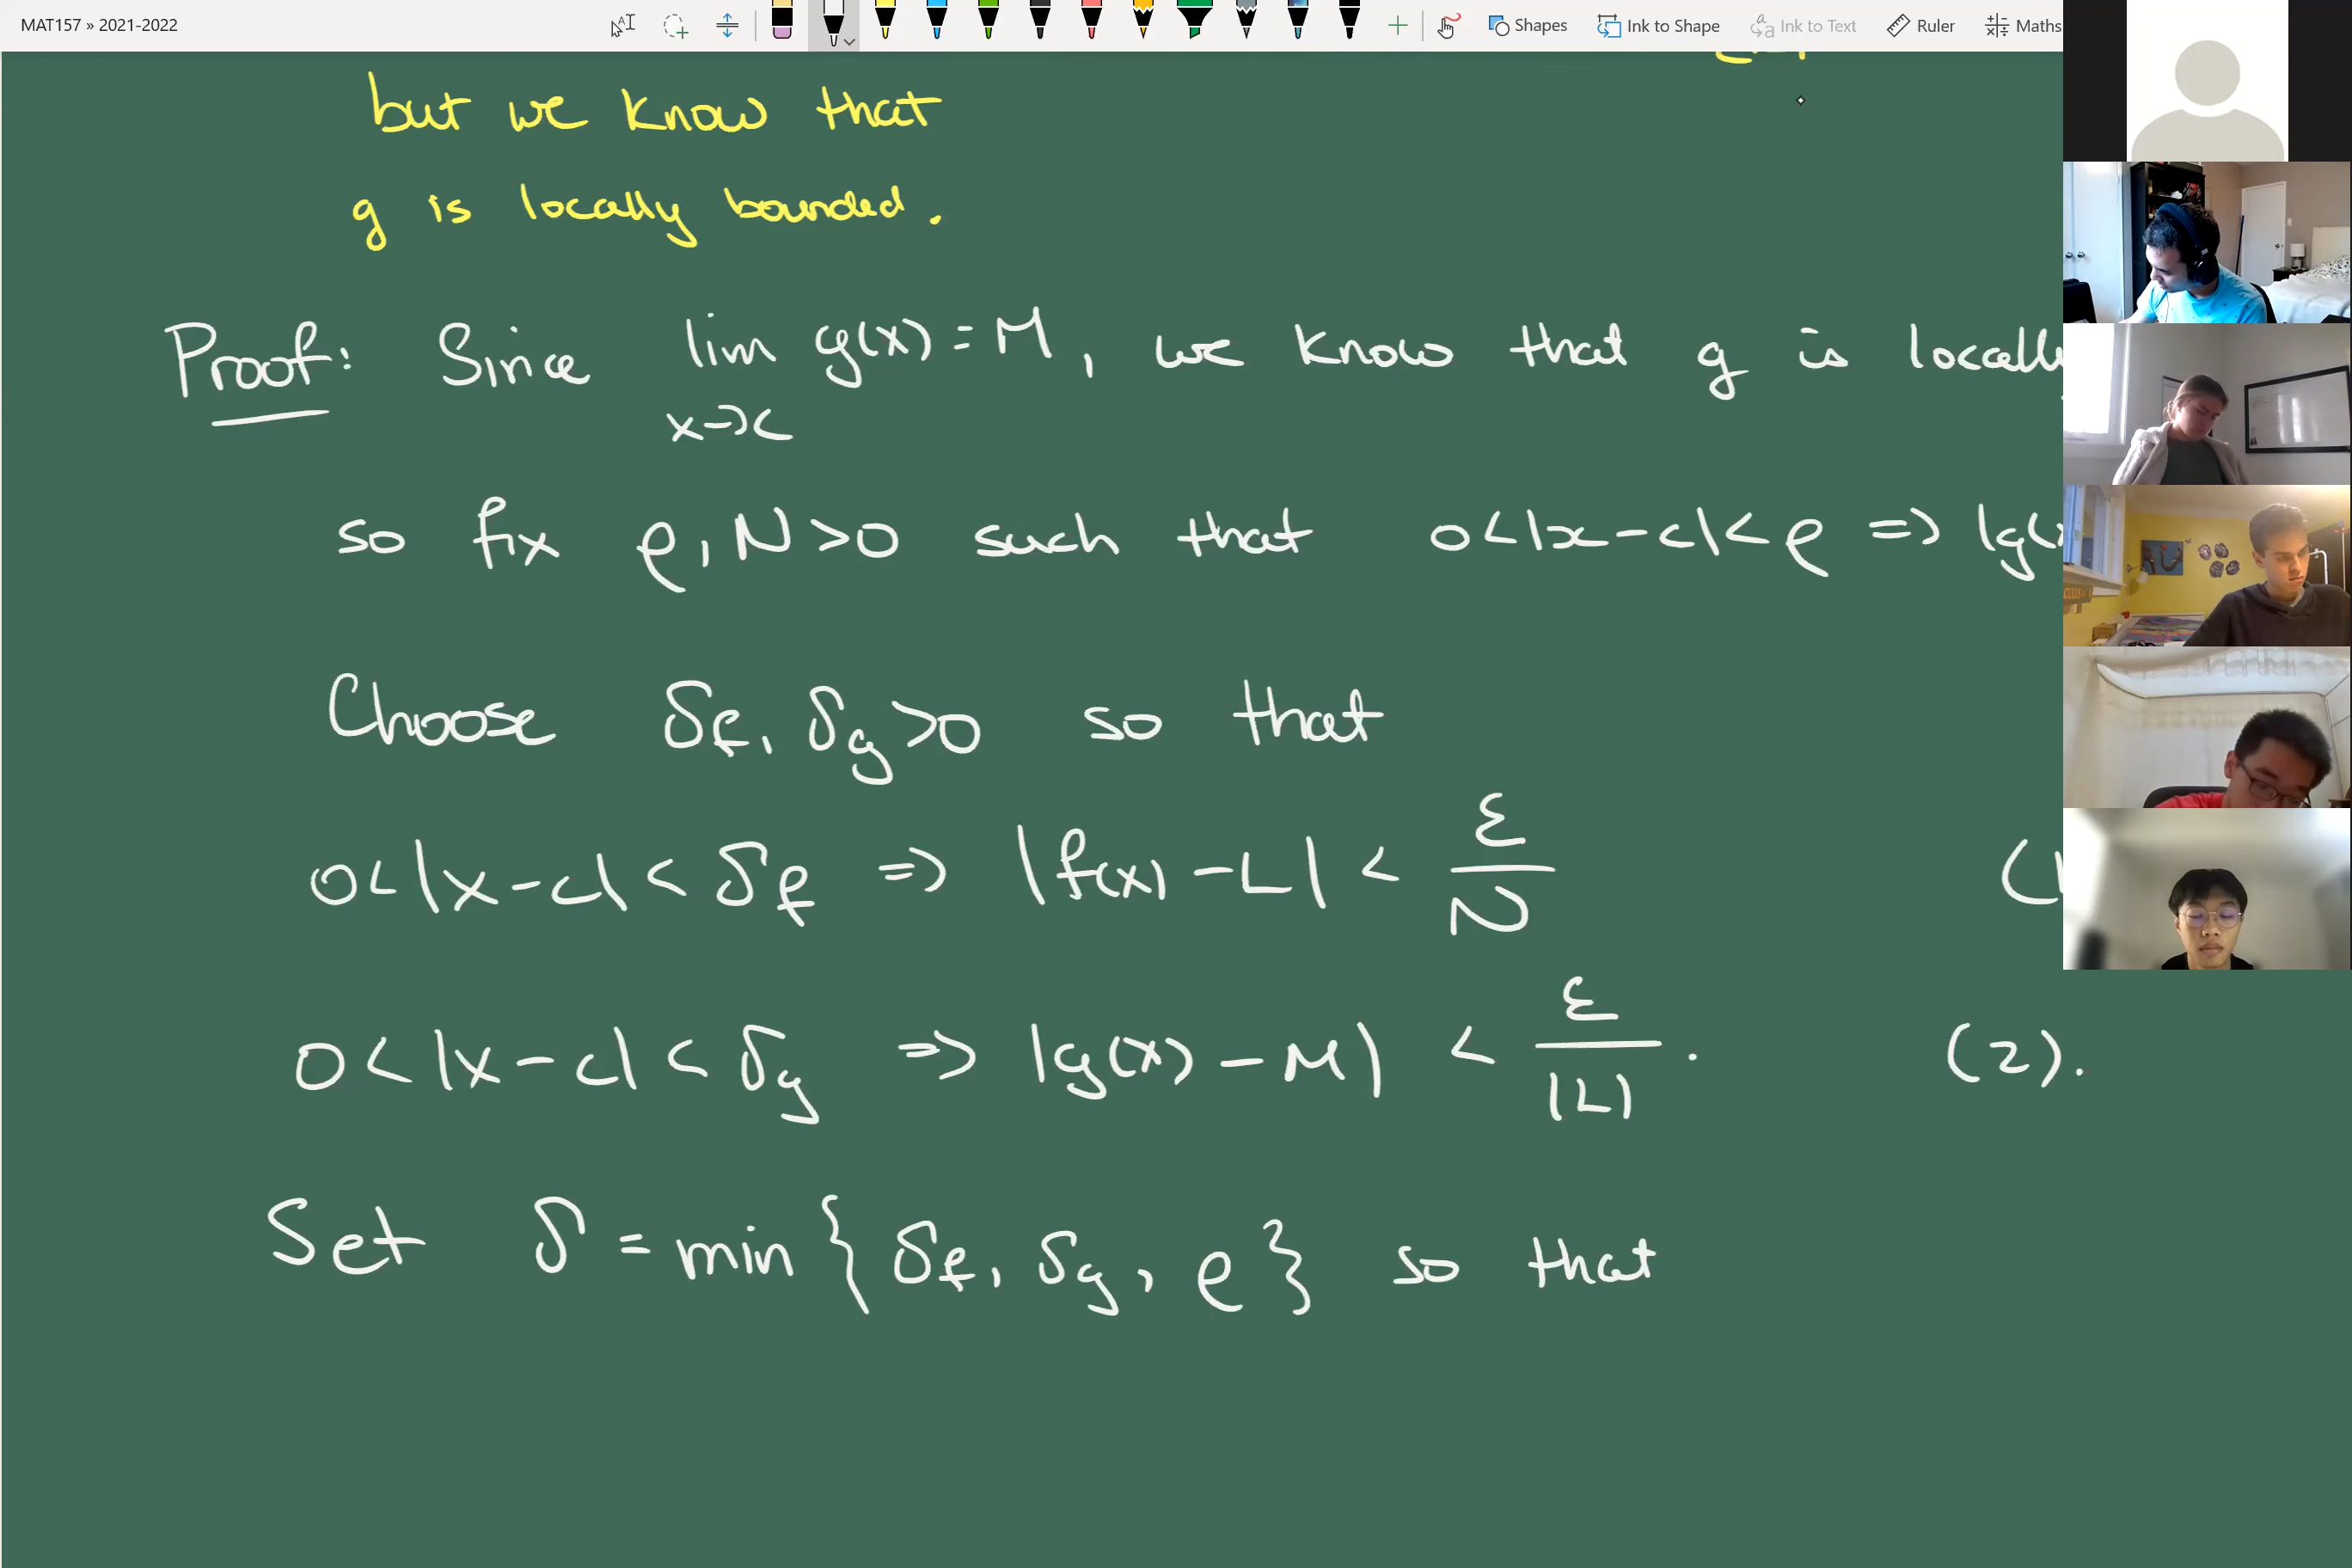 MAT157 » 2021-2022 Shapes Ink to Shape Ink to Text Ruler Maths
but we know that
g is locally bounded.
Proof: Since lim g(x) = M, we know that g is locally
x→c
so fix ρ, N > 0 such that 0 < |x - c| < ρ => |g(
Choose δf, δg > 0 so that
0 < |x - c| < δf => |f(x) - L| < ε/N
0 < |x - c| < δg => |g(x) - M| < ε/|L|. (2).
Set δ = min { δf, δg, ρ } so that